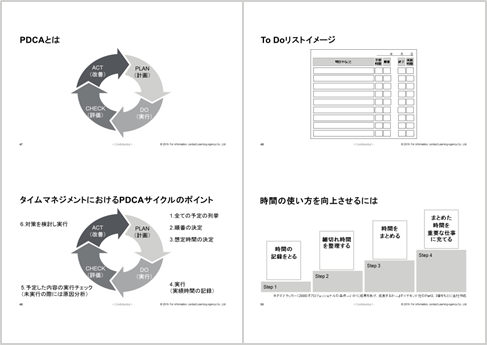 PDCAとは
ACT
(改善)
PLAN
(計画)
CHECK
(評価)
DO
(実行)
47
To Doリストイメージ
48
タイムマネジメントにおけるPDCAサイクルのポイント
6.対策を検討し実行
1.全ての予定の列挙
2.順番の決定
3.想定時間の決定
ACT
(改善)
PLAN
(計画)
CHECK
(評価)
DO
(実行)
5.予定した内容の実行チェック
(未実行の際には原因分析)
4.実行
(実績時間の記録)
49
時間の使い方を向上させるには
時間の
記録をとる
細切れ時間
を整理する
時間を
まとめる
まとめた
時間を
重要な仕事
に充てる
Step 1
Step 2
Step 3
Step 4
50